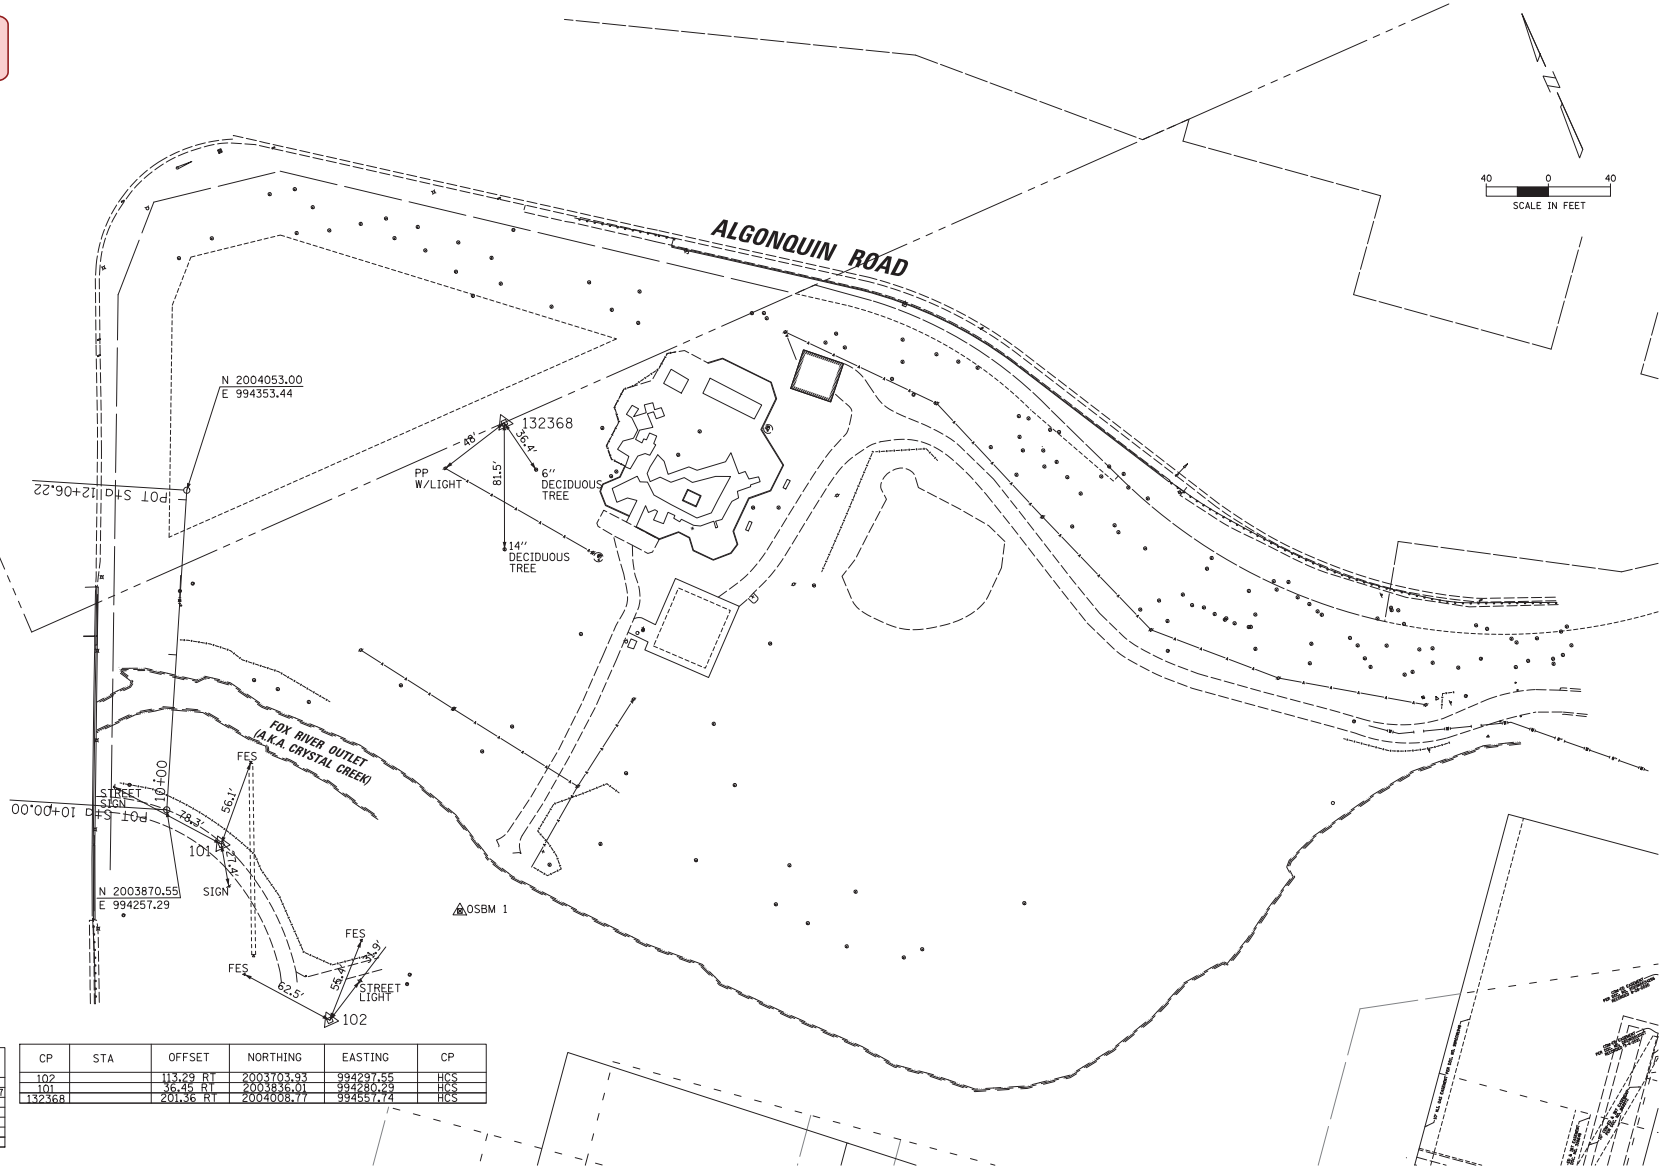 ALGONQUIN ROAD
N
40 0 40
SCALE IN FEET
N 2004053.00
E 994353.44
132368
48'
36.4'
81.5'
PP
W/LIGHT
6"
DECIDUOUS
TREE
14"
DECIDUOUS
TREE
POT Sta 12+06.22
FOX RIVER OUTLET
(A.K.A. CRYSTAL CREEK)
FES
56.1'
10+00
STREET
SIGN
POT Sta 10+00.00
78.3'
101
27.4'
SIGN
N 2003870.55
E 994257.29
OSBM 1
FES
31.9'
55.4'
FES
62.5'
STREET
LIGHT
102
CP STA OFFSET NORTHING EASTING CP
102 113.29 RT 2003703.93 994297.55 HCS
101 36.45 RT 2003836.01 994280.29 HCS
132368 201.36 RT 2004008.77 994557.74 HCS